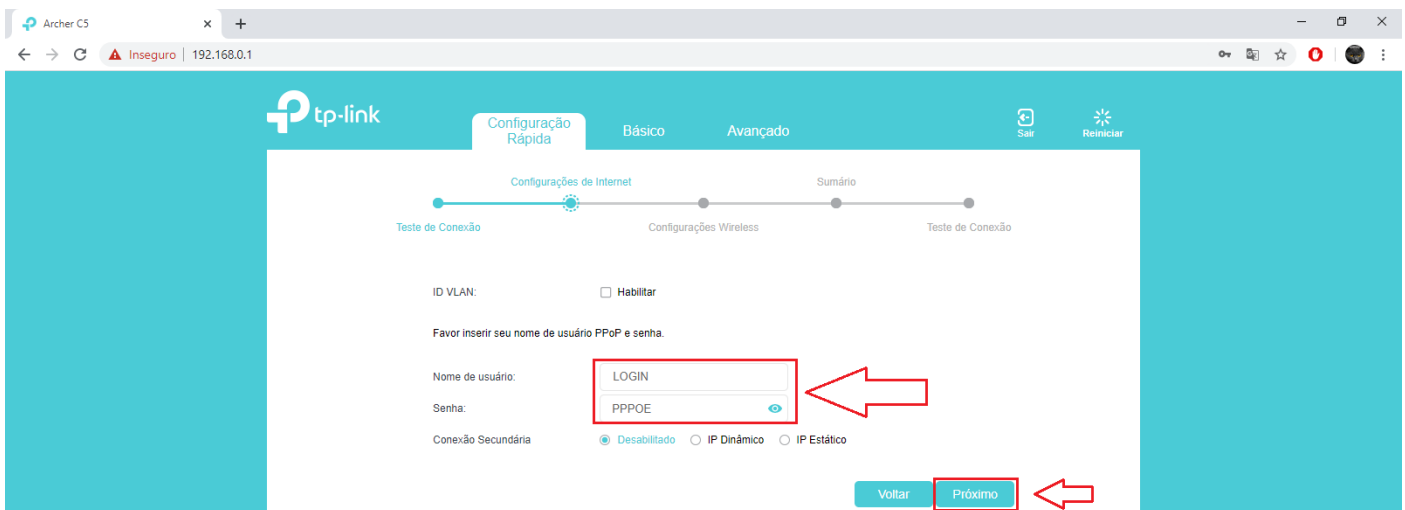 Archer C5
Inseguro | 192.168.0.1
tp-link
Configuração
Rápida
Básico
Avançado
Sair
Reiniciar
Configurações de Internet
Sumário
Teste de Conexão
Configurações Wireless
Teste de Conexão
ID VLAN:
Habilitar
Favor inserir seu nome de usuário PPoP e senha.
Nome de usuário:
LOGIN
Senha:
PPPOE
Conexão Secundária
Desabilitado
IP Dinâmico
IP Estático
Voltar
Próximo